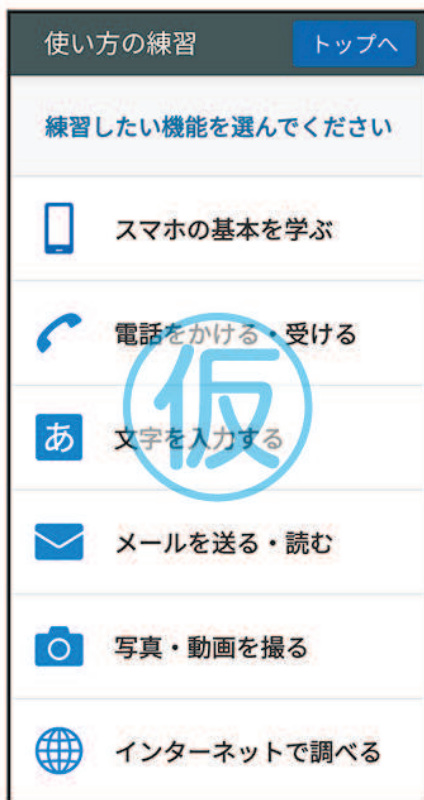 使い方の練習
トップへ
練習したい機能を選んでください
スマホの基本を学ぶ
電話をかける・受ける
仮
あ
文字を入力する
メールを送る・読む
写真・動画を撮る
インターネットで調べる